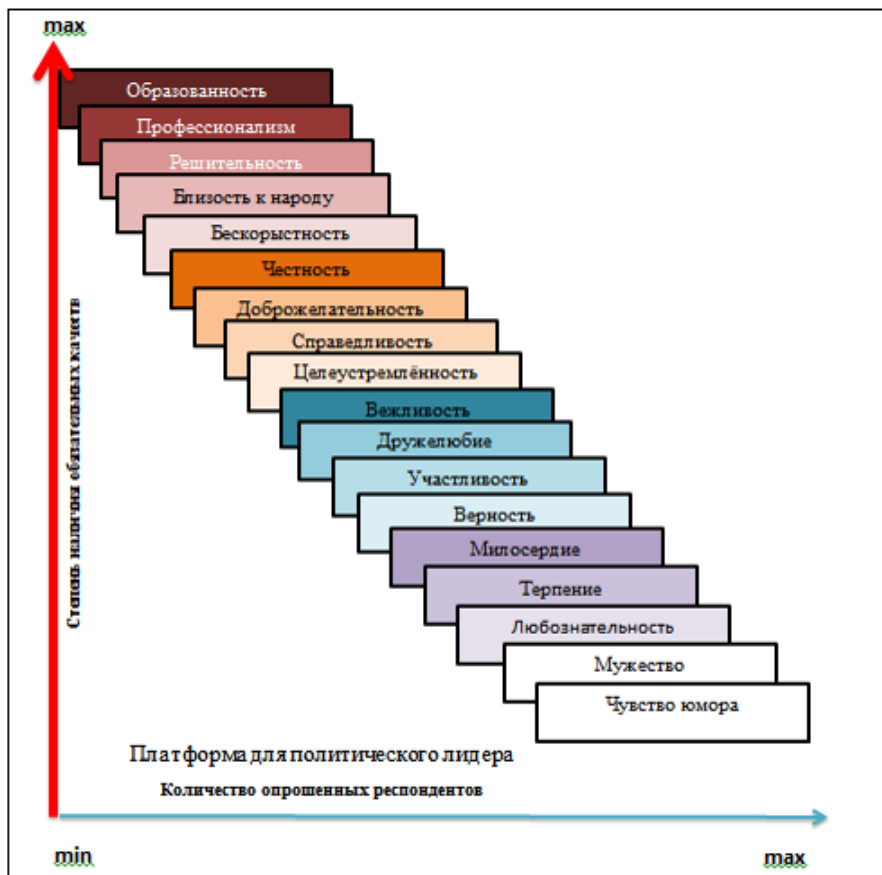 max
Образованность
Профессионализм
Решительность
Близость к народу
Бескорыстность
Честность
Доброжелательность
Справедливость
Целеустремлённость
Вежливость
Дружелюбие
Участливость
Верность
Милосердие
Терпение
Любознательность
Мужество
Чувство юмора
Степень наличия обязательных качеств
Платформа для политического лидера
Количество опрошенных респондентов
min
max